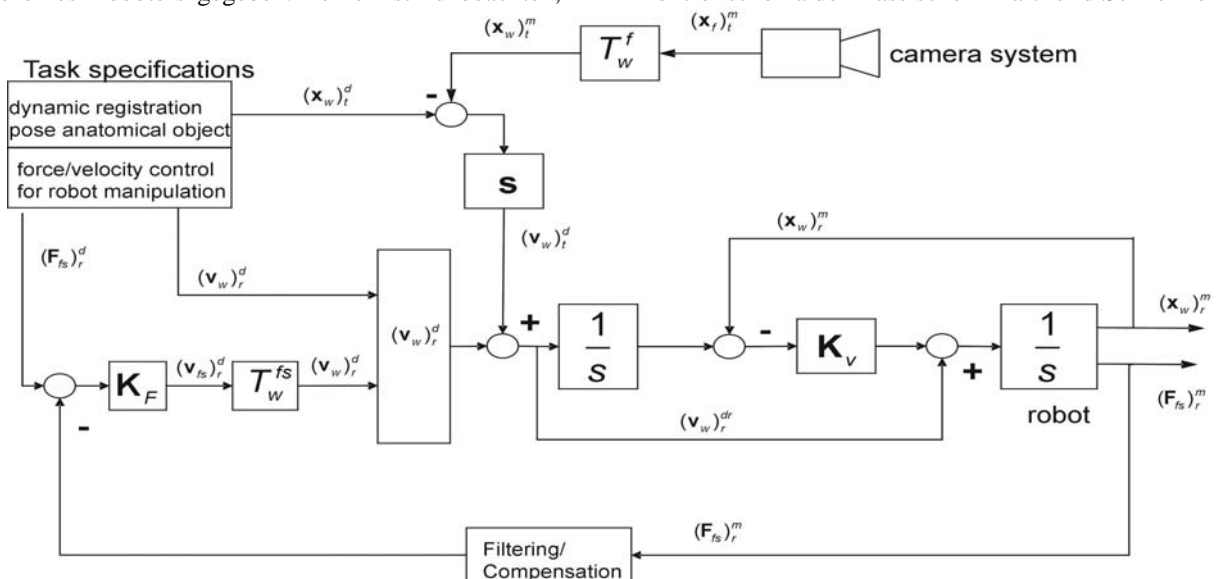 (x_w)_t^m
(x_f)_t^m
T_w^f
camera system
Task specifications
dynamic registration
pose anatomical object
(x_w)_t^d
-
force/velocity control
for robot manipulation
s
(v_w)_t^d
(x_w)_r^m
(F_fs)_r^d
(v_w)_r^d
(x_w)_r^m
(v_w)_r^d
+
1/s
-
K_v
+
1/s
K_F
(v_fs)_r^d
T_w^fs
(v_w)_r^d
-
(v_w)_r^dr
robot
(F_fs)_r^m
(F_fs)_r^m
Filtering/
Compensation